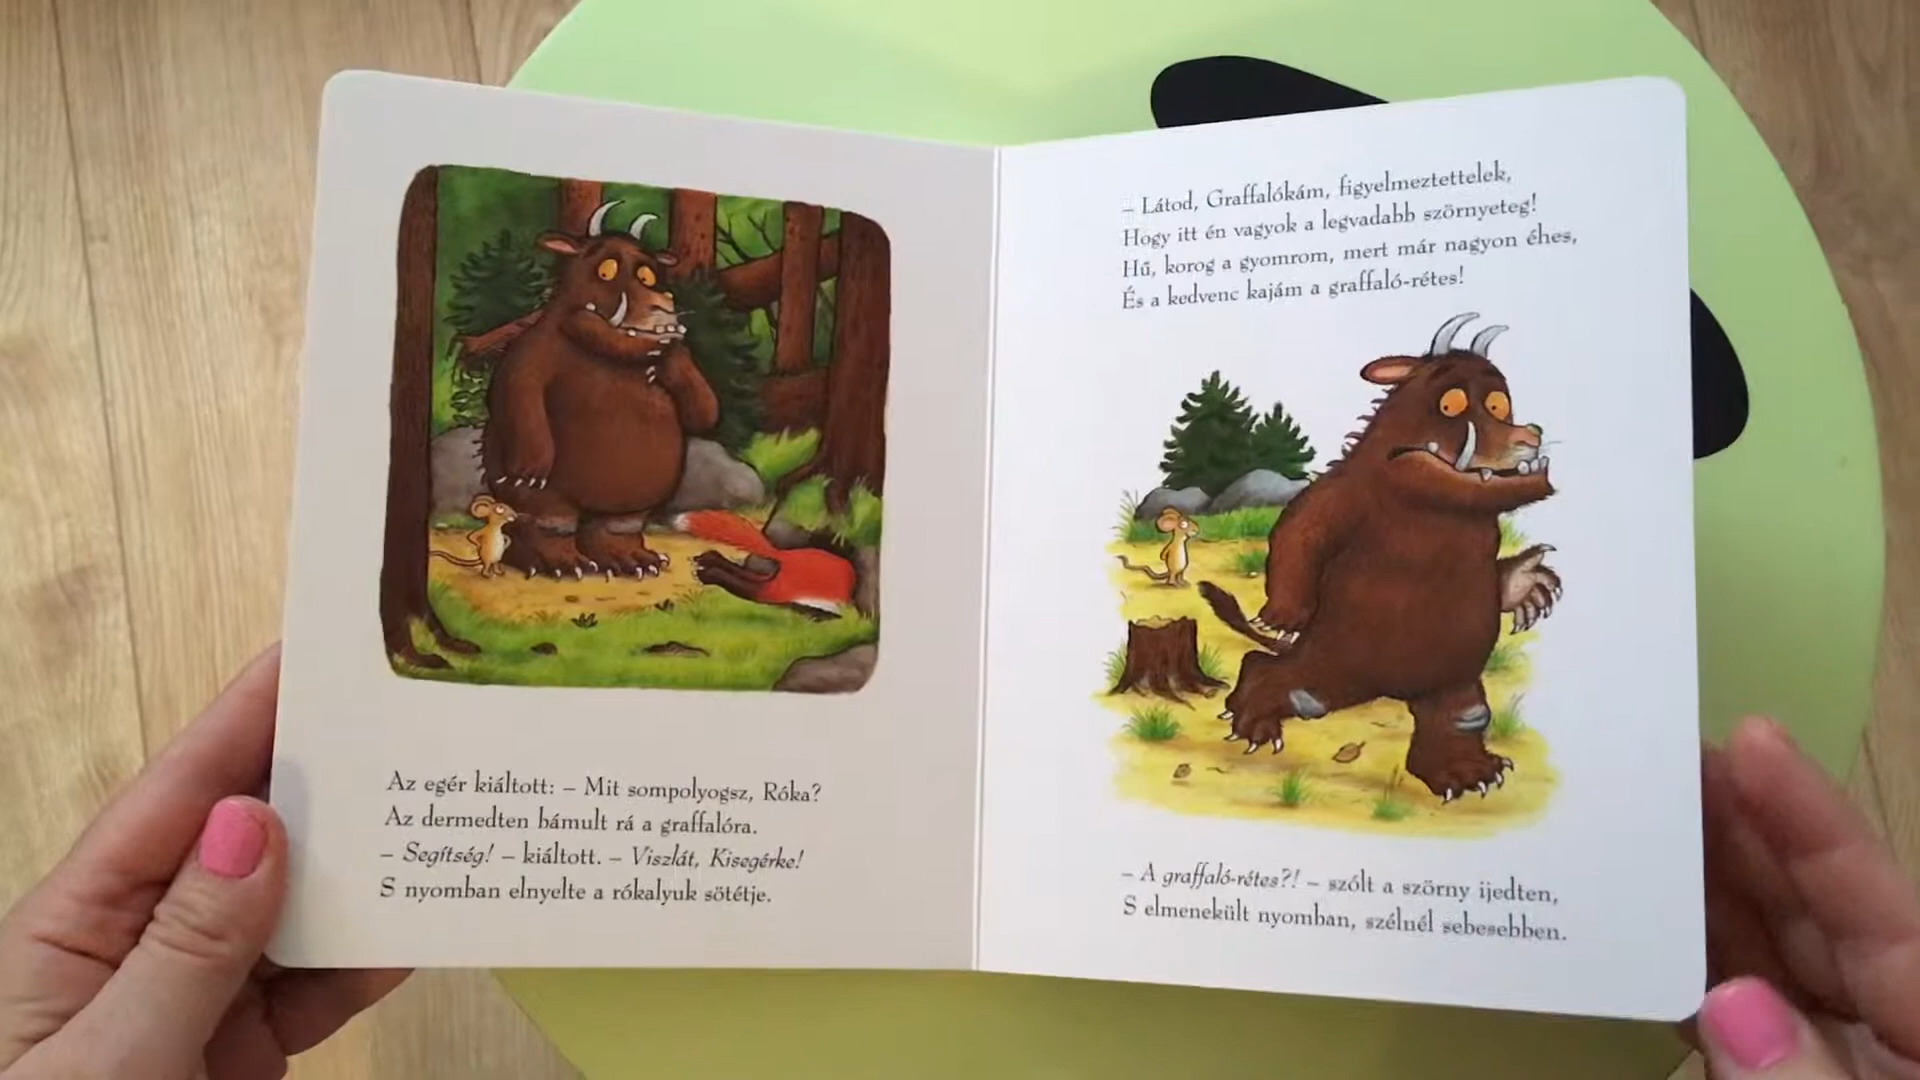 Az egér kiáltott: – Mit sompolyogsz, Róka?
Az dermedten bámult rá a graffalóra.
– Segítség! – kiáltott. – Viszlát, Kisegérke!
S nyomban elnyelte a rókalyuk sötétje.
– Látod, Graffalókám, figyelmeztettelek,
Hogy itt én vagyok a legvadabb szörnyeteg!
Hű, korog a gyomrom, mert már nagyon éhes,
És a kedvenc kajám a graffaló-rétes!
– A graffaló-rétes?! – szólt a szörny ijedten,
S elmenekült nyomban, szélnél sebesebben.